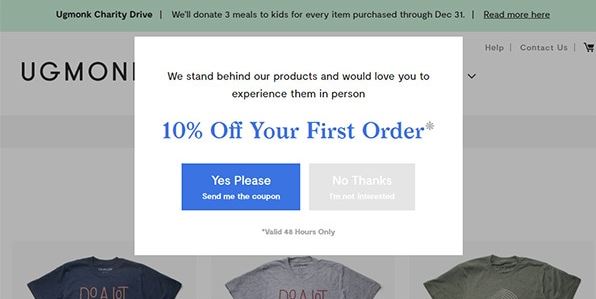 Ugmonk Charity Drive | We'll donate 3 meals to kids for every item purchased through Dec 31. | Read more here
Help | Contact Us |
UGMONK
We stand behind our products and would love you to
experience them in person
10% Off Your First Order*
Yes Please
Send me the coupon
No Thanks
I'm not interested
*Valid 48 Hours Only
DO A LOT
DO A LOT